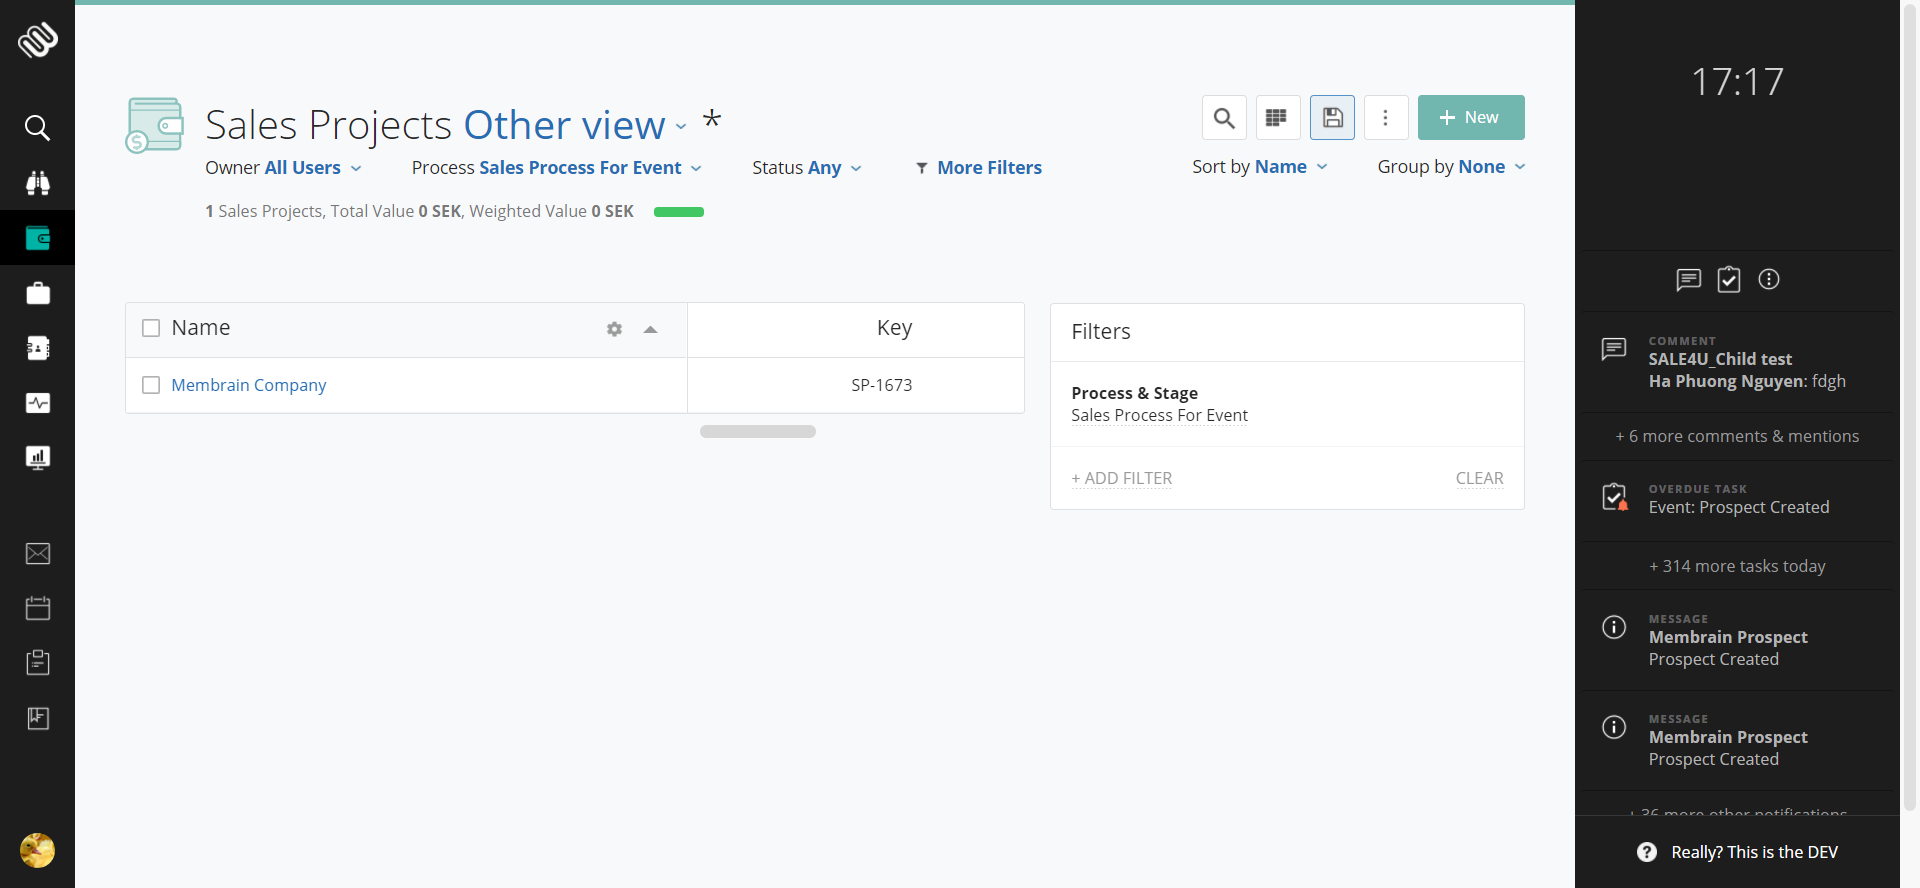 Sales Projects Other view *
+ New
Owner All Users
Process Sales Process For Event
Status Any
More Filters
Sort by Name
Group by None
1 Sales Projects, Total Value 0 SEK, Weighted Value 0 SEK
Name
Key
Membrain Company
SP-1673
Filters
Process & Stage
Sales Process For Event
+ ADD FILTER
CLEAR
17:17
COMMENT
SALE4U_Child test
Ha Phuong Nguyen: fdgh
+ 6 more comments & mentions
OVERDUE TASK
Event: Prospect Created
+ 314 more tasks today
MESSAGE
Membrain Prospect
Prospect Created
MESSAGE
Membrain Prospect
Prospect Created
+ 36 more other notifications
Really? This is the DEV